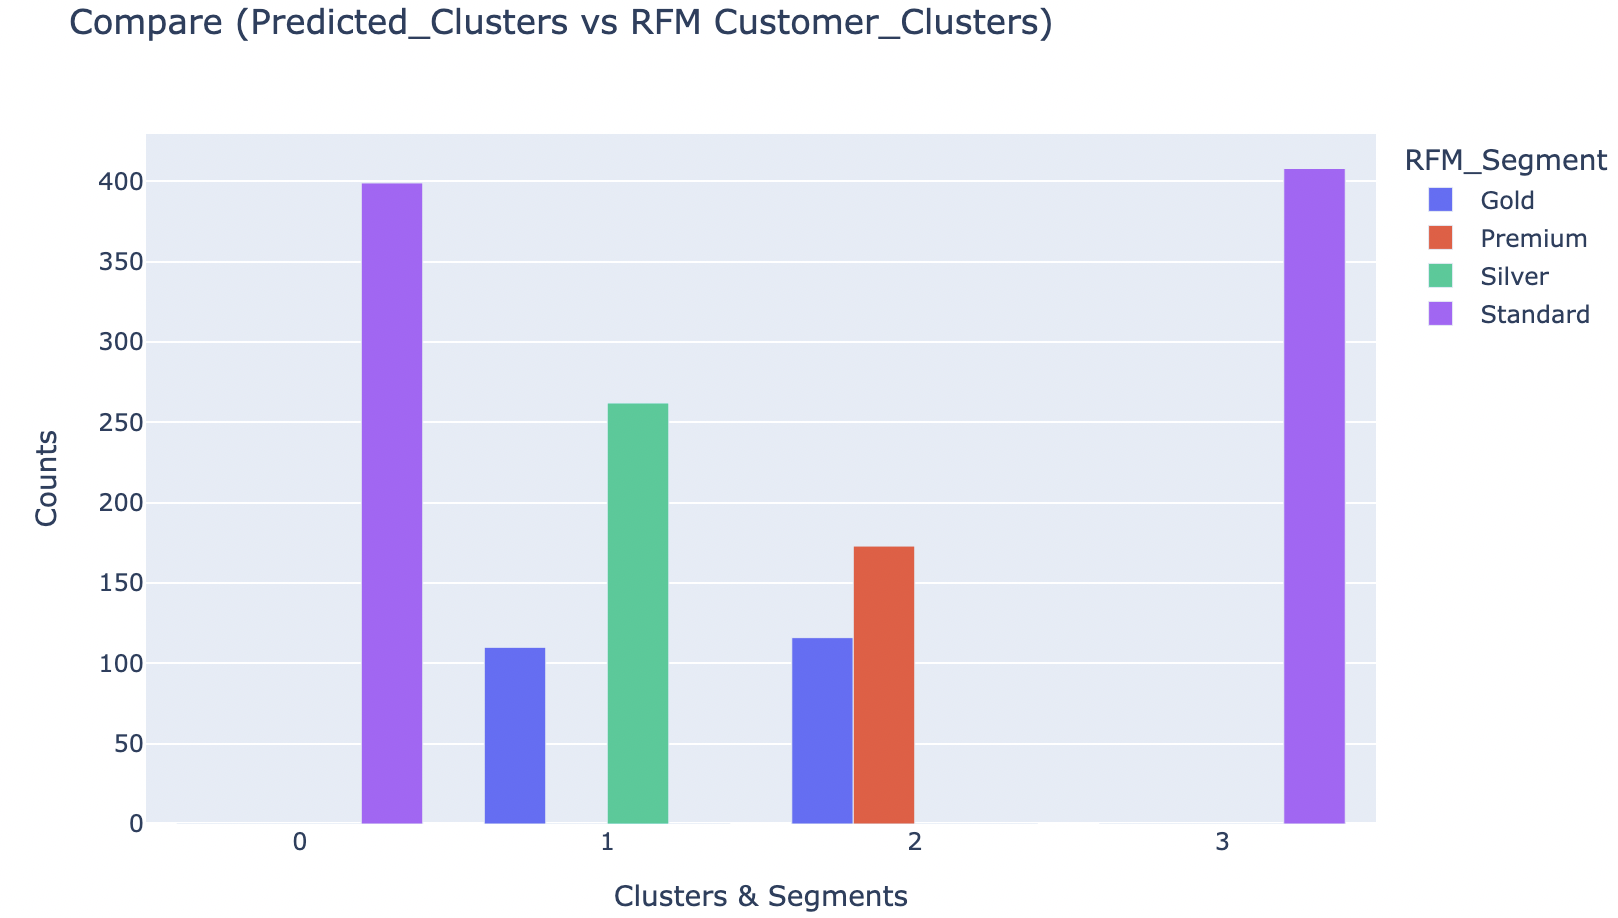 Compare (Predicted_Clusters vs RFM Customer_Clusters)
RFM_Segment
Gold
Premium
Silver
Standard
Counts
400
350
300
250
200
150
100
50
0
0
1
2
3
Clusters & Segments